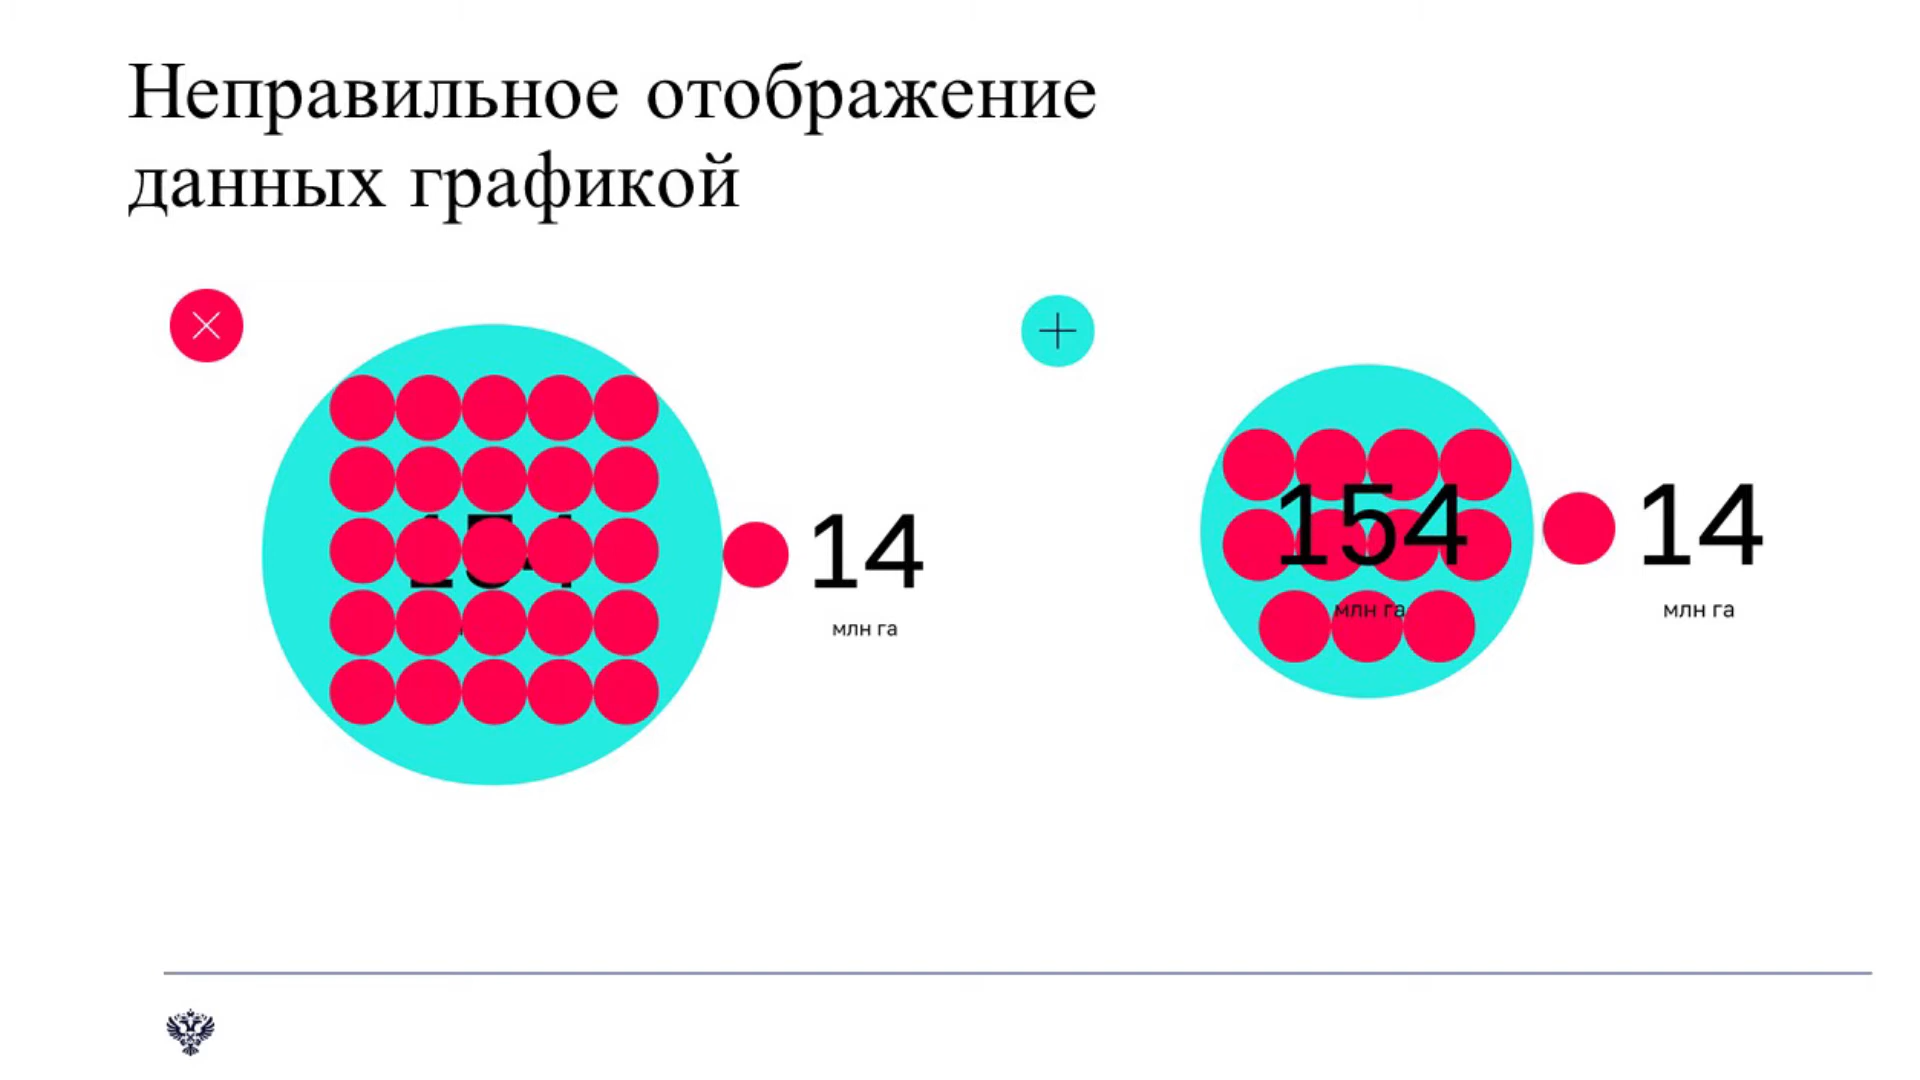 Неправильное отображение
данных графикой
14
млн га
154
млн га
14
млн га